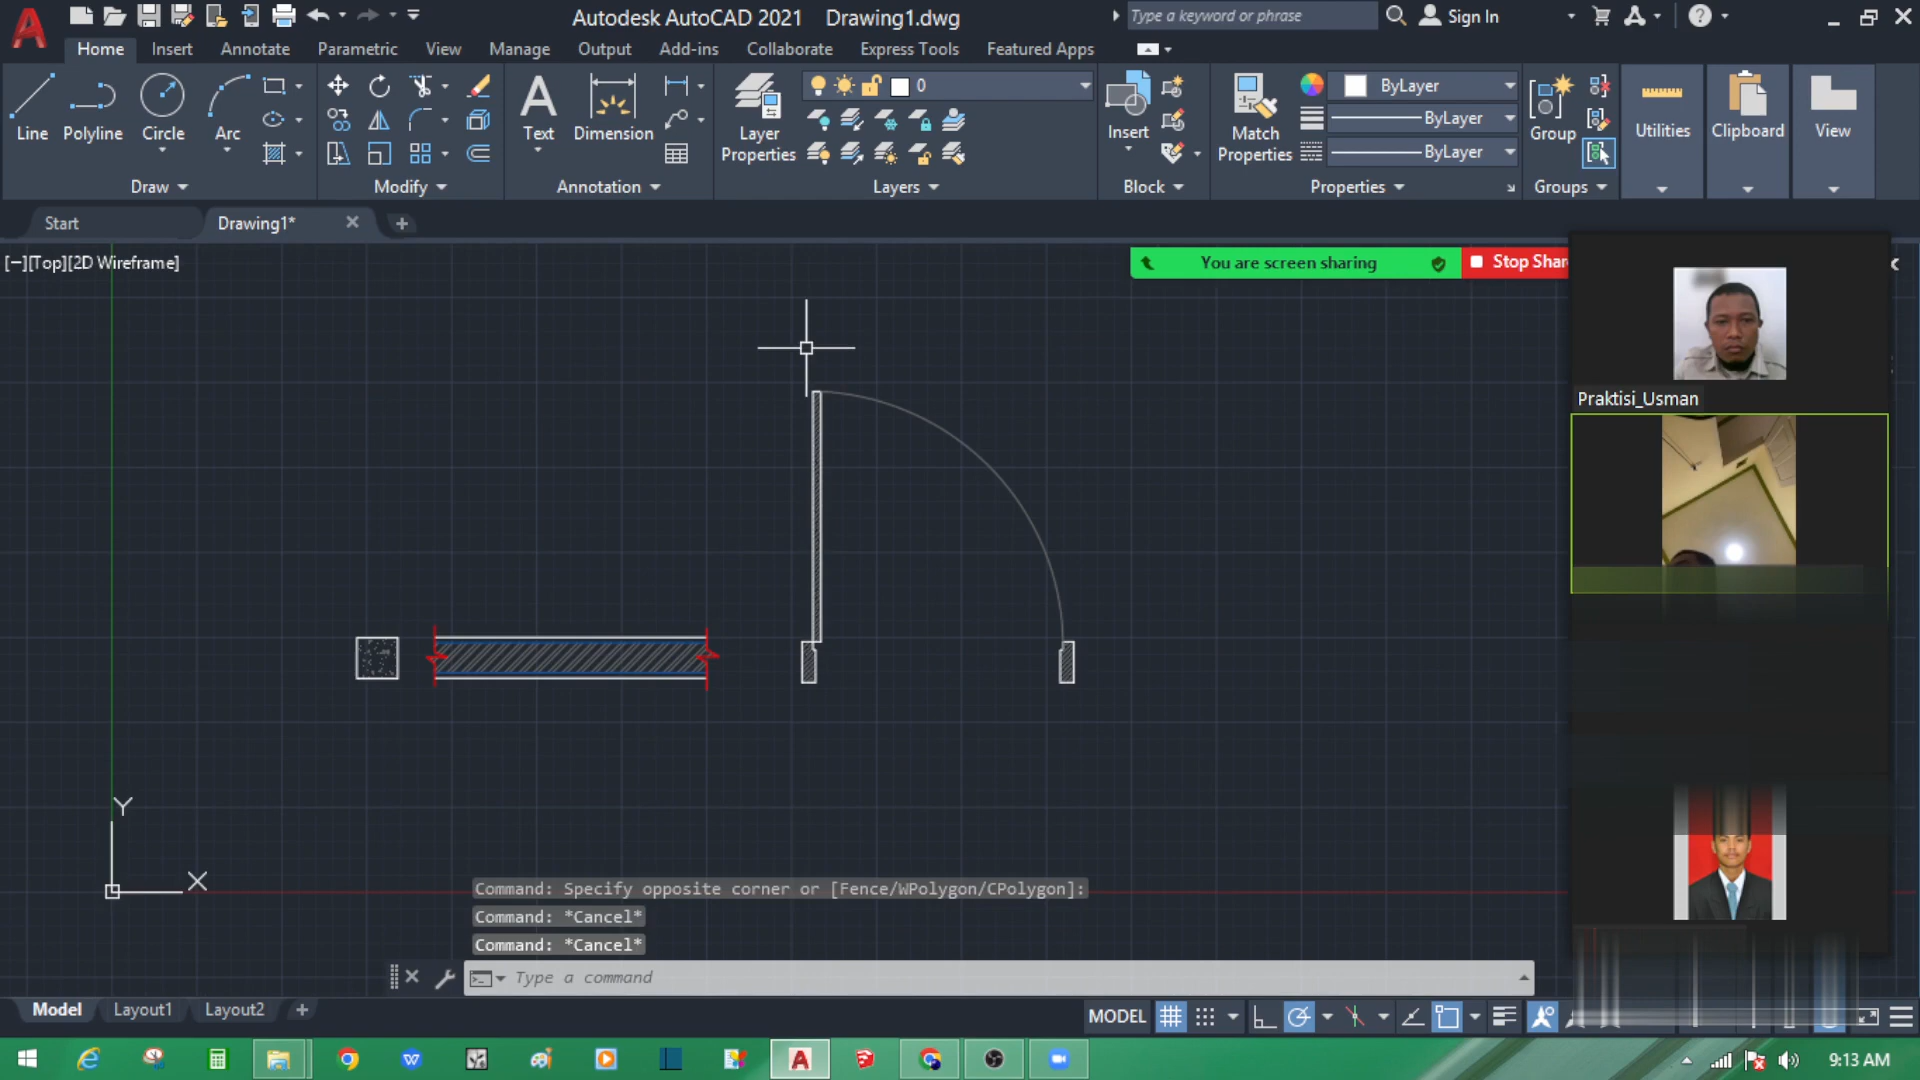 Autodesk AutoCAD 2021 Drawing1.dwg
Type a keyword or phrase
Sign In
Home Insert Annotate Parametric View Manage Output Add-ins Collaborate Express Tools Featured Apps
Line Polyline Circle Arc
Draw
Modify
Text Dimension
Annotation
Layer Properties
0
Layers
Insert
Block
Match Properties
ByLayer
ByLayer
ByLayer
Properties
Group
Groups
Utilities
Clipboard
View
Start
Drawing1*
[−][Top][2D Wireframe]
You are screen sharing
Stop Shar
Praktisi_Usman
Y
X
Command: Specify opposite corner or [Fence/WPolygon/CPolygon]:
Command: *Cancel*
Command: *Cancel*
Type a command
Model Layout1 Layout2
MODEL
9:13 AM